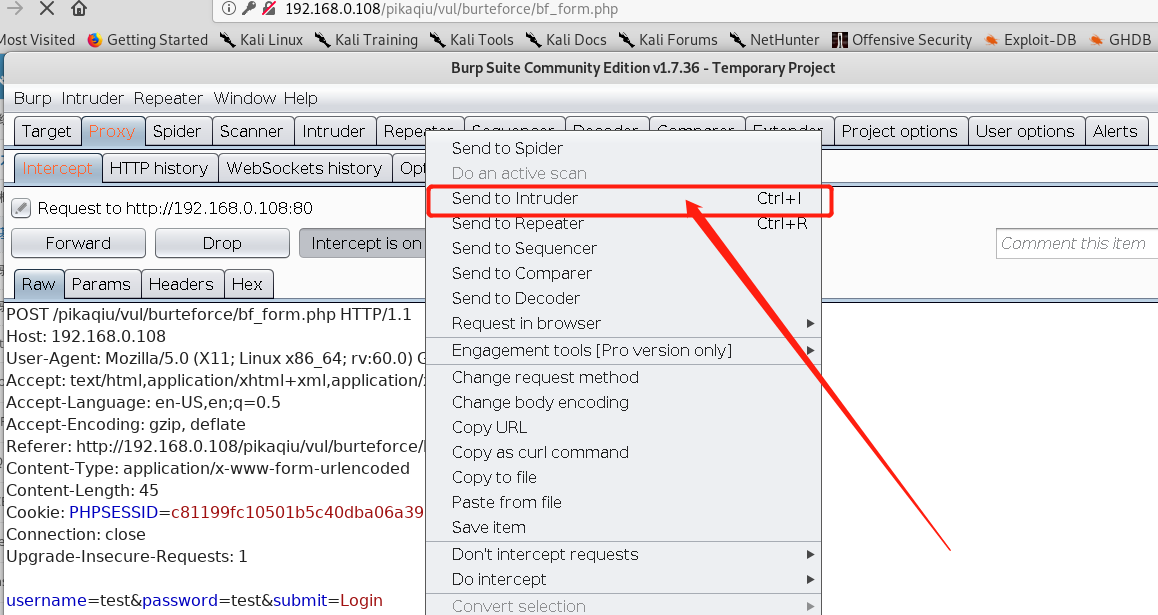 192.168.0.108/pikaqiu/vul/burteforce/bf_form.php
Most Visited Getting Started Kali Linux Kali Training Kali Tools Kali Docs Kali Forums NetHunter Offensive Security Exploit-DB GHDB
Burp Suite Community Edition v1.7.36 - Temporary Project
Burp Intruder Repeater Window Help
Target Proxy Spider Scanner Intruder Repeater Sequencer Decoder Comparer Extender Project options User options Alerts
Intercept HTTP history WebSockets history Opt
Request to http://192.168.0.108:80
Forward Drop Intercept is on Comment this item
Raw Params Headers Hex
POST /pikaqiu/vul/burteforce/bf_form.php HTTP/1.1
Host: 192.168.0.108
User-Agent: Mozilla/5.0 (X11; Linux x86_64; rv:60.0) G
Accept: text/html,application/xhtml+xml,application/x
Accept-Language: en-US,en;q=0.5
Accept-Encoding: gzip, deflate
Referer: http://192.168.0.108/pikaqiu/vul/burteforce/
Content-Type: application/x-www-form-urlencoded
Content-Length: 45
Cookie: PHPSESSID=c81199fc10501b5c40dba06a39
Connection: close
Upgrade-Insecure-Requests: 1
username=test&password=test&submit=Login
Send to Spider
Do an active scan
Send to Intruder Ctrl+I
Send to Repeater Ctrl+R
Send to Sequencer
Send to Comparer
Send to Decoder
Request in browser
Engagement tools [Pro version only]
Change request method
Change body encoding
Copy URL
Copy as curl command
Copy to file
Paste from file
Save item
Don't intercept requests
Do intercept
Convert selection